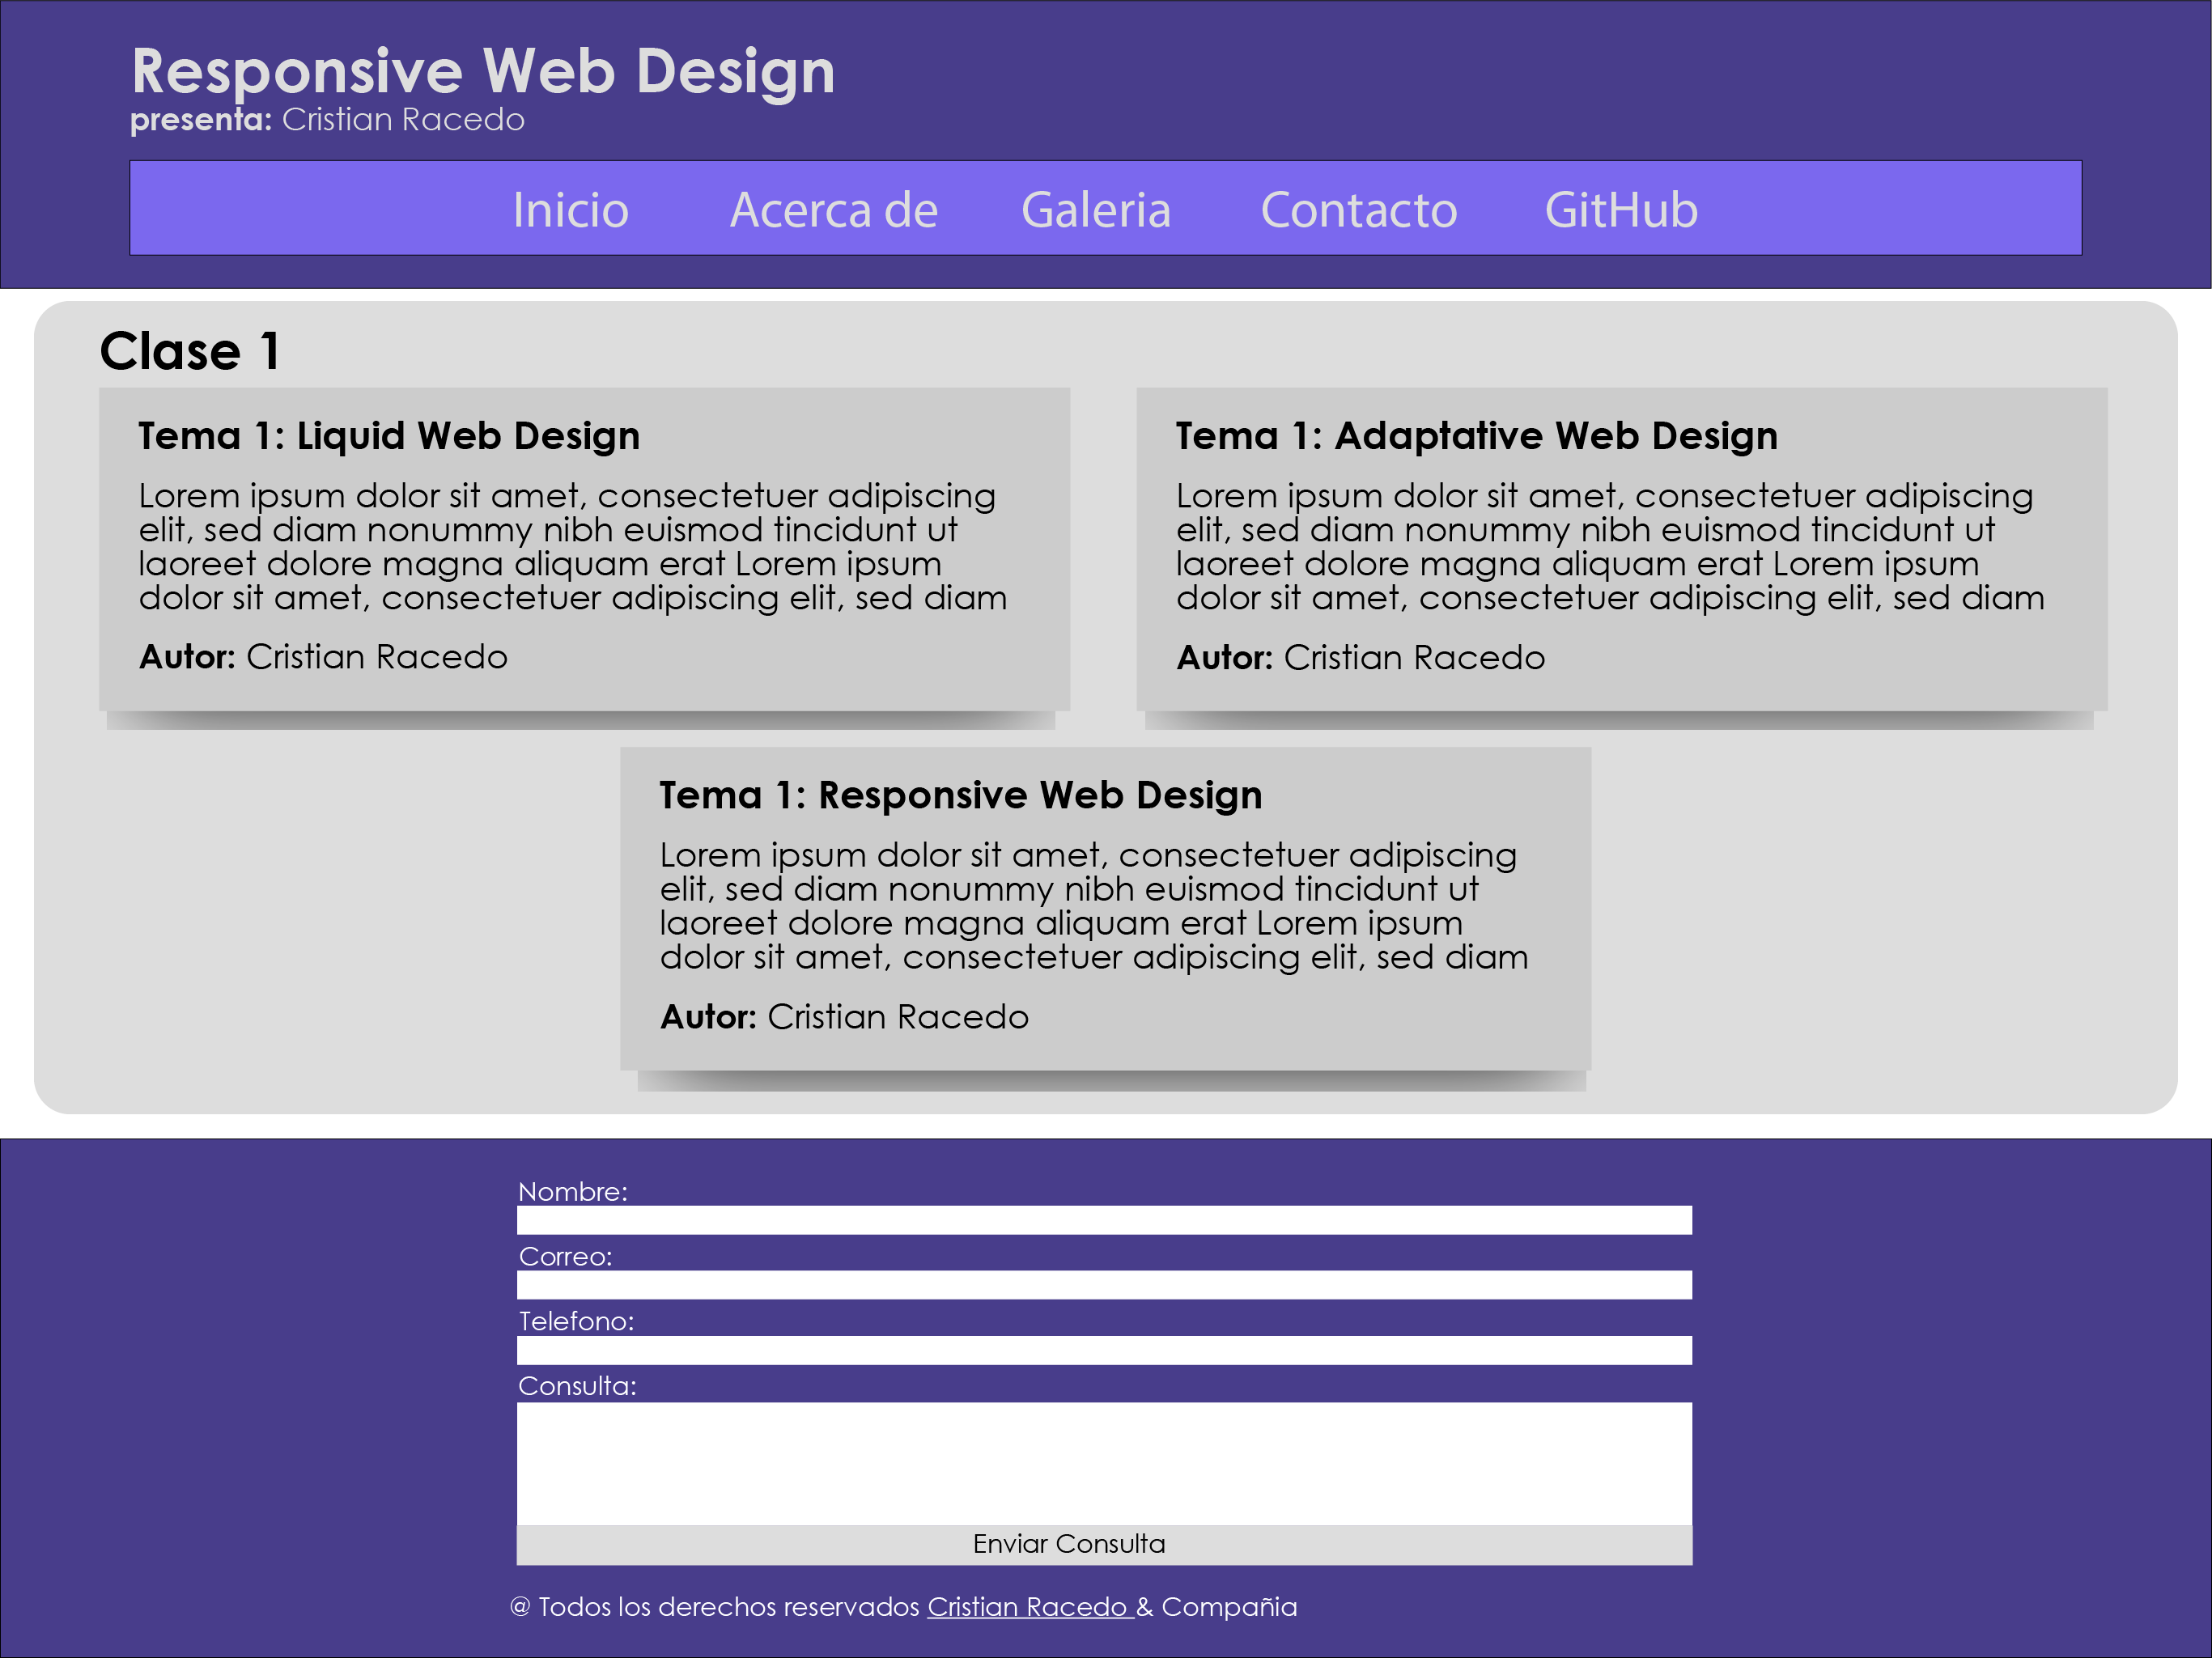 Responsive Web Design
presenta: Cristian Racedo
Inicio Acerca de Galeria Contacto GitHub
Clase 1
Tema 1: Liquid Web Design
Lorem ipsum dolor sit amet, consectetuer adipiscing
elit, sed diam nonummy nibh euismod tincidunt ut
laoreet dolore magna aliquam erat Lorem ipsum
dolor sit amet, consectetuer adipiscing elit, sed diam
Autor: Cristian Racedo
Tema 1: Adaptative Web Design
Lorem ipsum dolor sit amet, consectetuer adipiscing
elit, sed diam nonummy nibh euismod tincidunt ut
laoreet dolore magna aliquam erat Lorem ipsum
dolor sit amet, consectetuer adipiscing elit, sed diam
Autor: Cristian Racedo
Tema 1: Responsive Web Design
Lorem ipsum dolor sit amet, consectetuer adipiscing
elit, sed diam nonummy nibh euismod tincidunt ut
laoreet dolore magna aliquam erat Lorem ipsum
dolor sit amet, consectetuer adipiscing elit, sed diam
Autor: Cristian Racedo
Nombre:
Correo:
Telefono:
Consulta:
Enviar Consulta
@ Todos los derechos reservados Cristian Racedo & Compañia